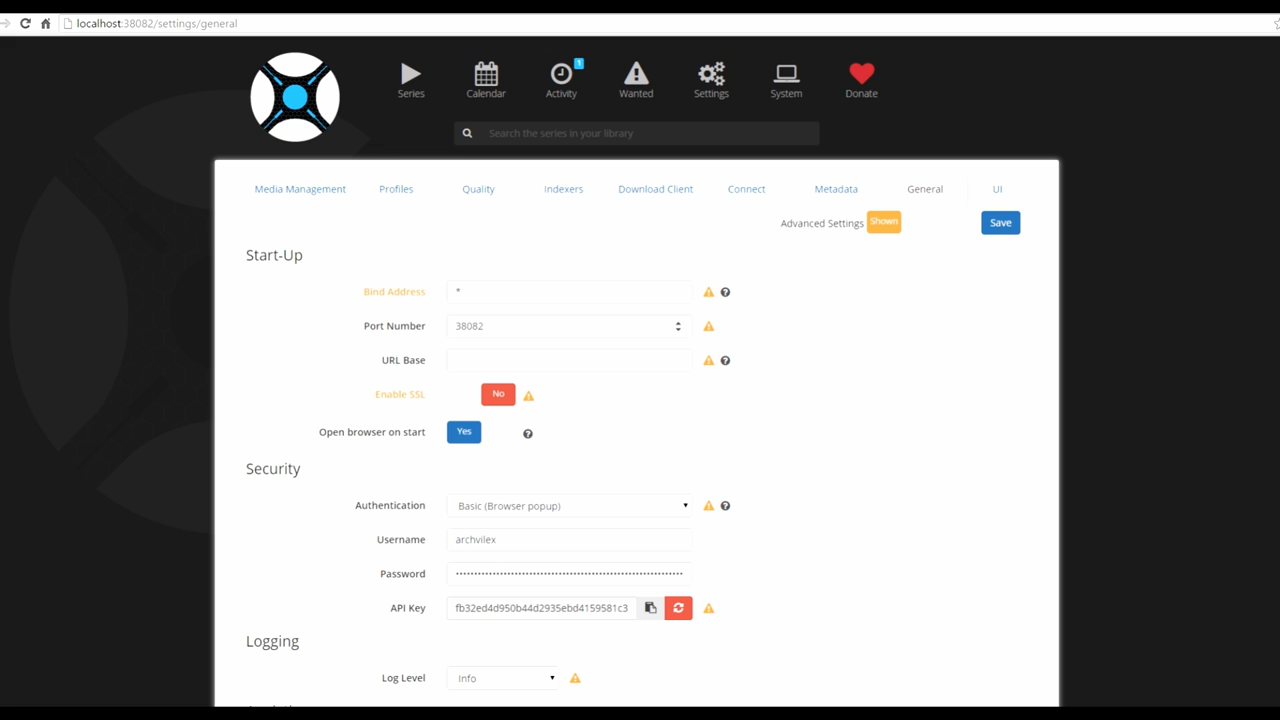 localhost:38082/settings/general
1
Series Calendar Activity Wanted Settings System Donate
Search the series in your library
Media Management Profiles Quality Indexers Download Client Connect Metadata General UI
Advanced Settings Shown Save
Start-Up
Bind Address *
Port Number 38082
URL Base
Enable SSL No
Open browser on start Yes
Security
Authentication Basic (Browser popup)
Username archvilex
Password
API Key fb32ed4d950b44d2935ebd4159581c3
Logging
Log Level Info